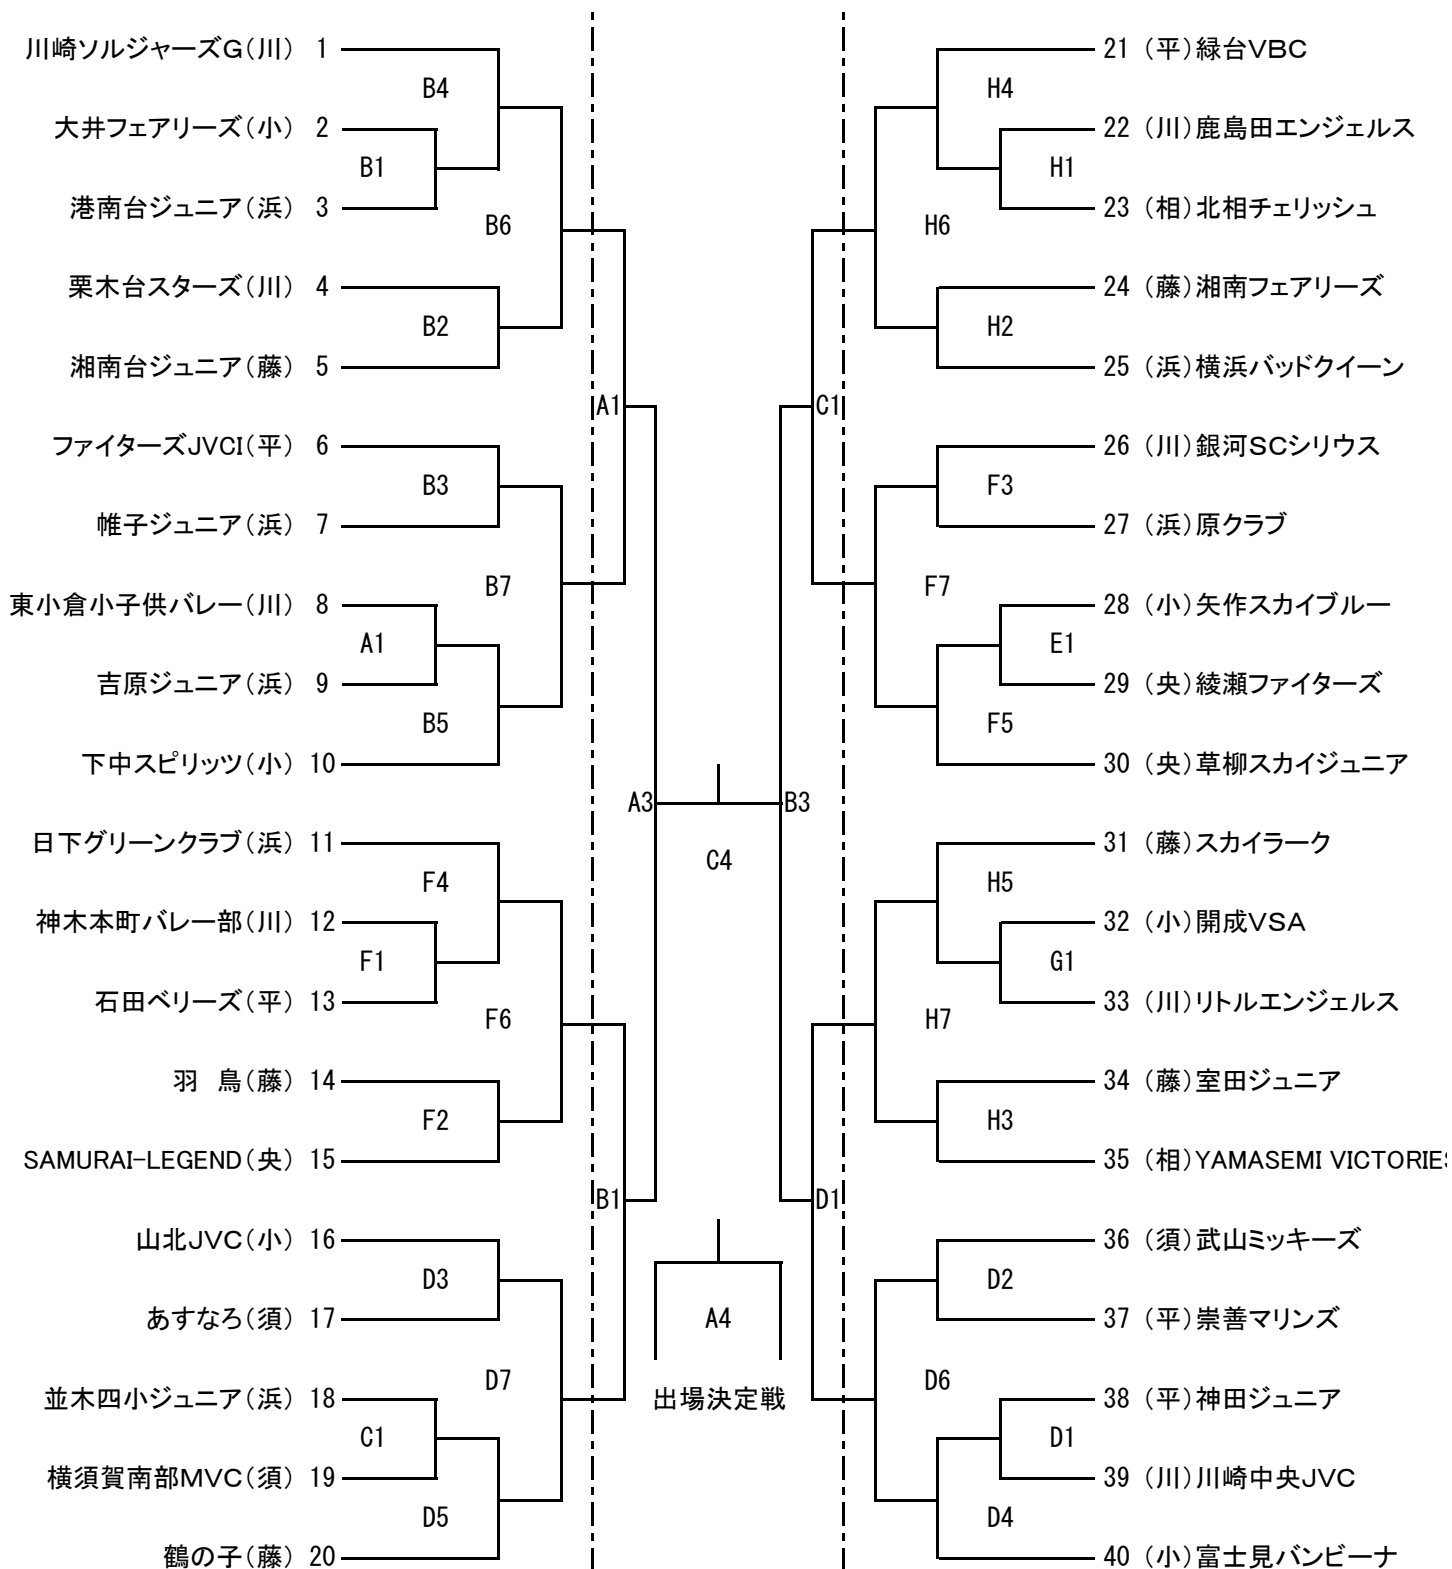 川崎ソルジャーズG(川) 1
B4
大井フェアリーズ(小) 2
B1
港南台ジュニア(浜) 3
B6
栗木台スターズ(川) 4
B2
湘南台ジュニア(藤) 5
A1
ファイターズJVCI(平) 6
B3
帷子ジュニア(浜) 7
B7
東小倉小子供バレー(川) 8
A1
吉原ジュニア(浜) 9
B5
下中スピリッツ(小) 10
A3
日下グリーンクラブ(浜) 11
F4
神木本町バレー部(川) 12
F1
石田ベリーズ(平) 13
F6
羽 鳥(藤) 14
F2
SAMURAI-LEGEND(央) 15
B1
山北JVC(小) 16
D3
あすなろ(須) 17
D7
並木四小ジュニア(浜) 18
C1
横須賀南部MVC(須) 19
D5
鶴の子(藤) 20
C4
A4
出場決定戦
21 (平)緑台VBC
H4
22 (川)鹿島田エンジェルス
H1
23 (相)北相チェリッシュ
H6
24 (藤)湘南フェアリーズ
H2
25 (浜)横浜バッドクイーン
C1
26 (川)銀河SCシリウス
F3
27 (浜)原クラブ
F7
28 (小)矢作スカイブルー
E1
29 (央)綾瀬ファイターズ
F5
30 (央)草柳スカイジュニア
B3
31 (藤)スカイラーク
H5
32 (小)開成VSA
G1
33 (川)リトルエンジェルス
H7
34 (藤)室田ジュニア
H3
35 (相)YAMASEMI VICTORIES
D1
36 (須)武山ミッキーズ
D2
37 (平)崇善マリンズ
D6
38 (平)神田ジュニア
D1
39 (川)川崎中央JVC
D4
40 (小)富士見バンビーナ